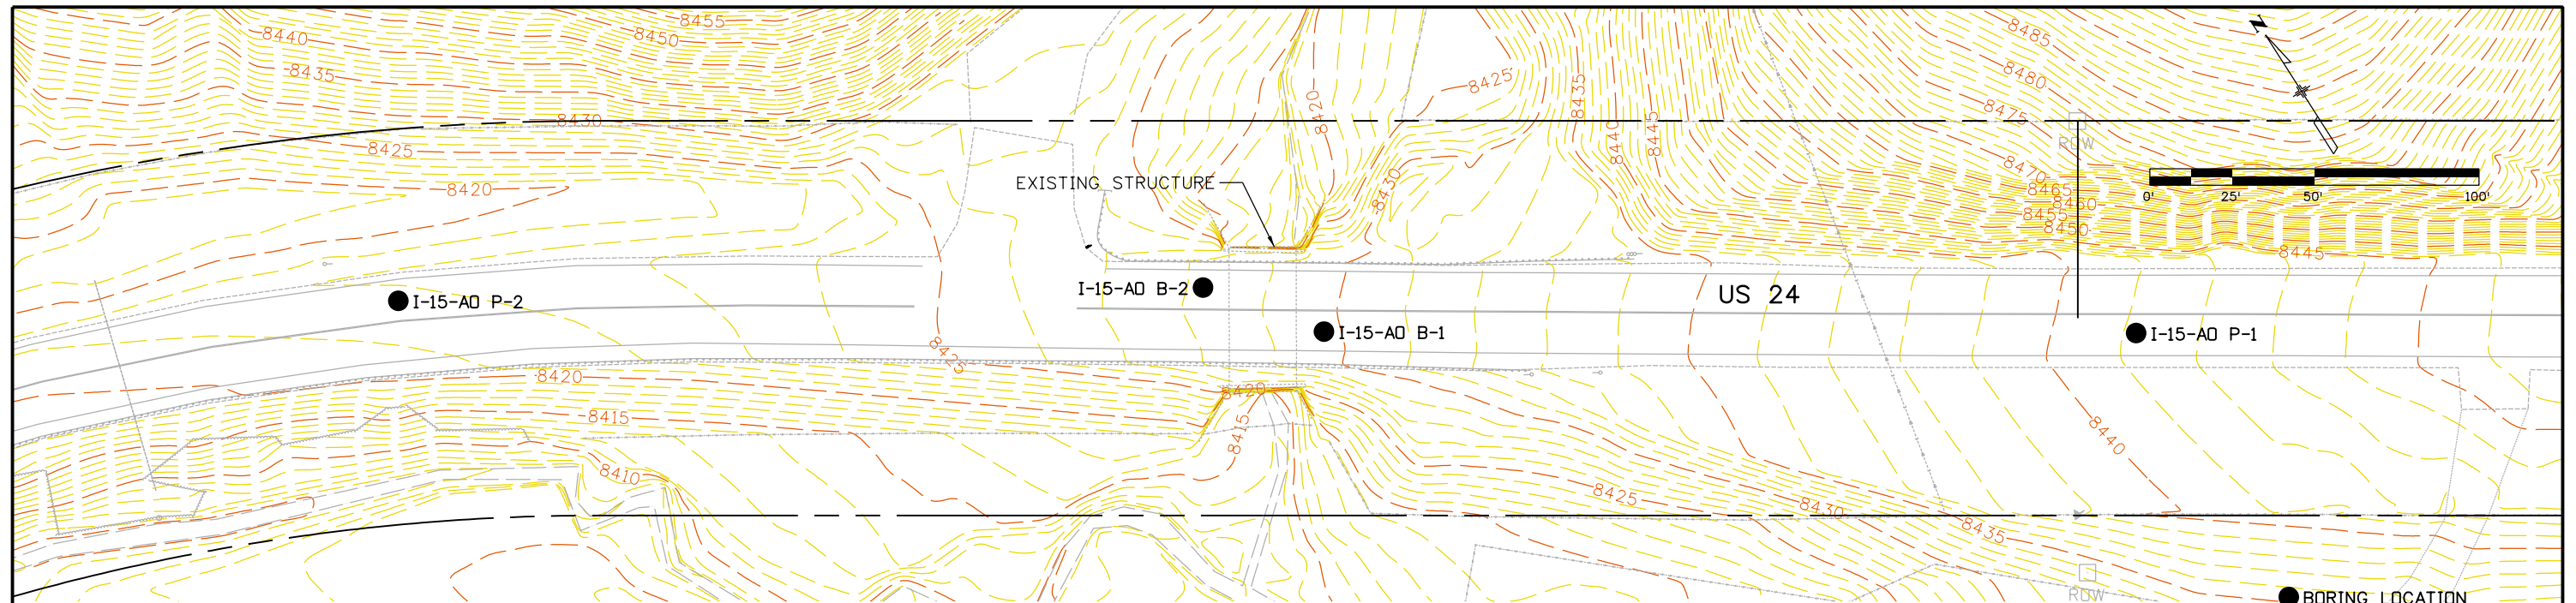 8455
8440
8450
8435
8430
8425
8420
EXISTING STRUCTURE
8420
8425
8435
8440
8445
8430
8485
8480
8475
8470
8465
8460
8455
8450
8445
N
ROW
0' 25' 50' 100'
I-15-AO P-2
I-15-AO B-2
I-15-AO B-1
US 24
I-15-AO P-1
8425
8420
8415
8410
8420
8415
8425
8430
8435
8440
ROW
BORING LOCATION